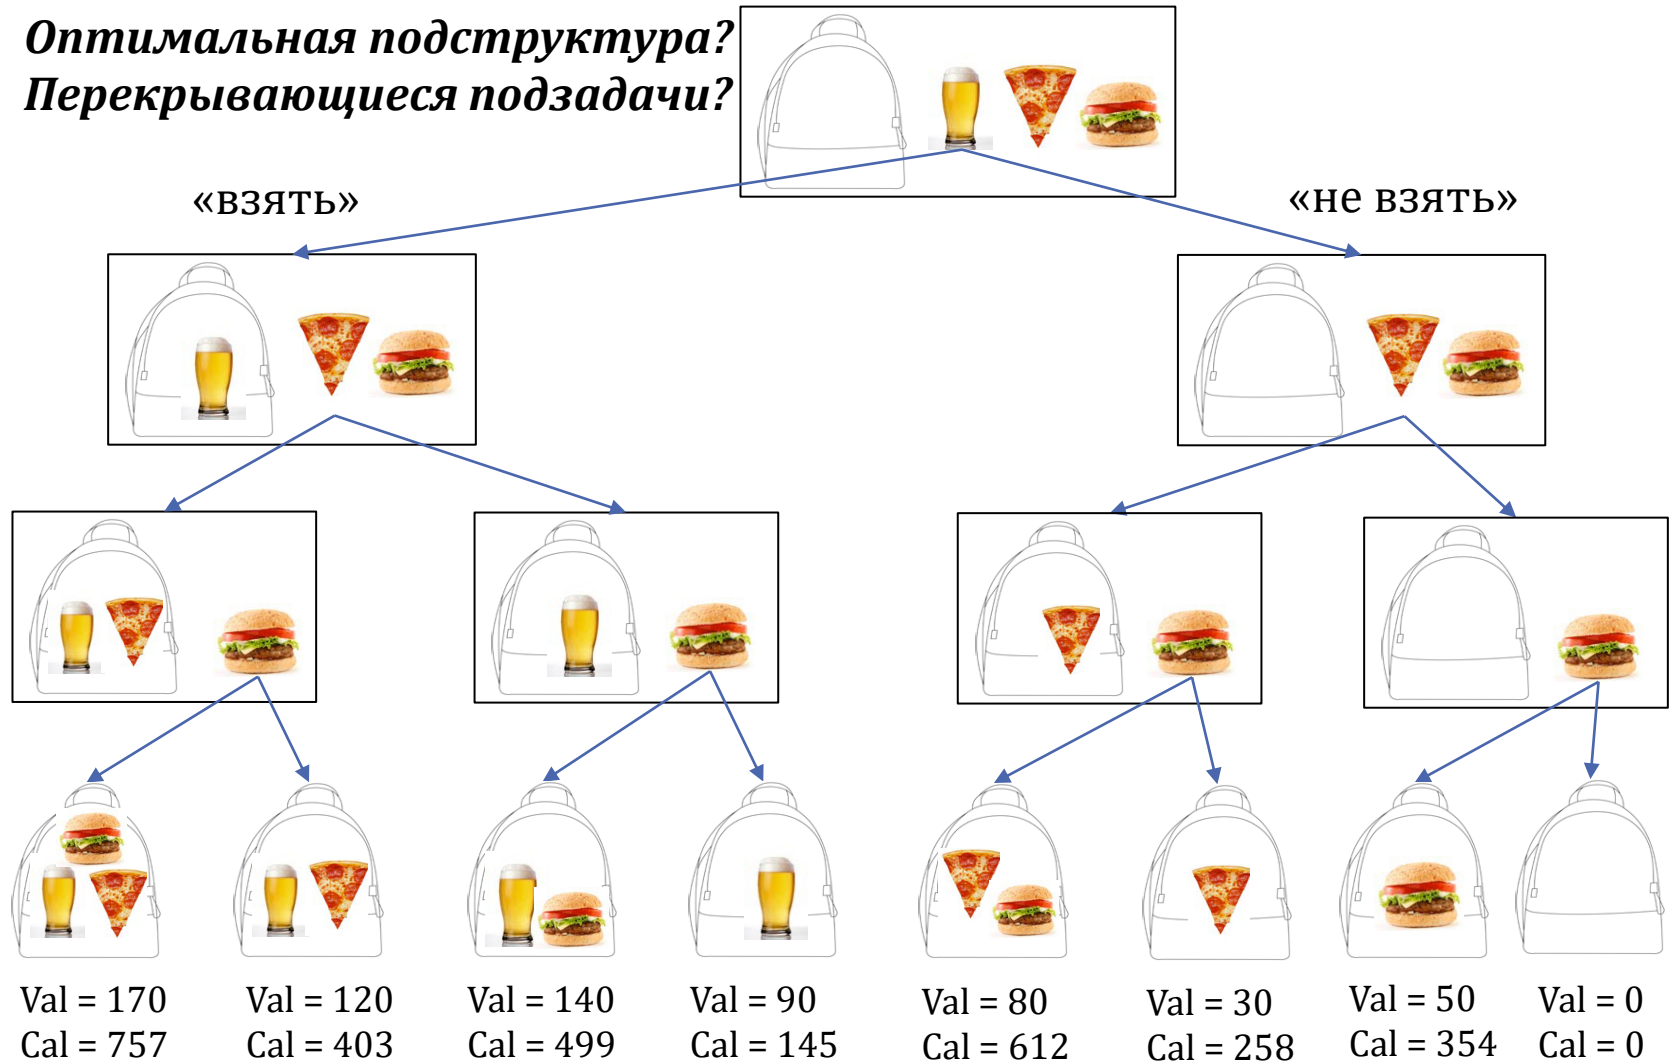 Оптимальная подструктура?
Перекрывающиеся подзадачи?
«взять»
«не взять»
Val = 170
Cal = 757
Val = 120
Cal = 403
Val = 140
Cal = 499
Val = 90
Cal = 145
Val = 80
Cal = 612
Val = 30
Cal = 258
Val = 50
Cal = 354
Val = 0
Cal = 0